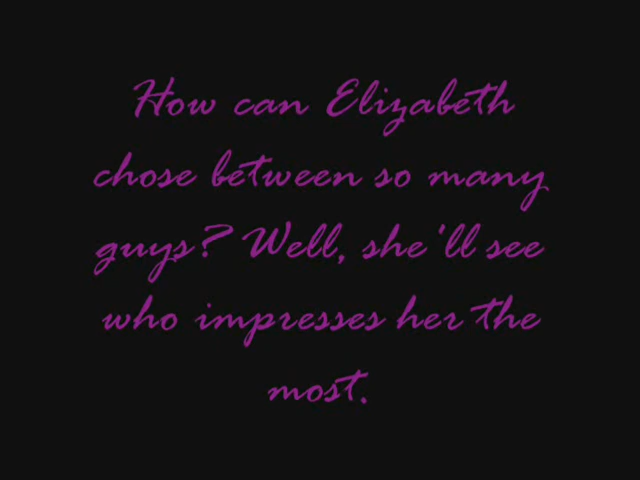 How can Elizabeth
chose between so many
guys? Well, she'll see
who impresses her the
most.